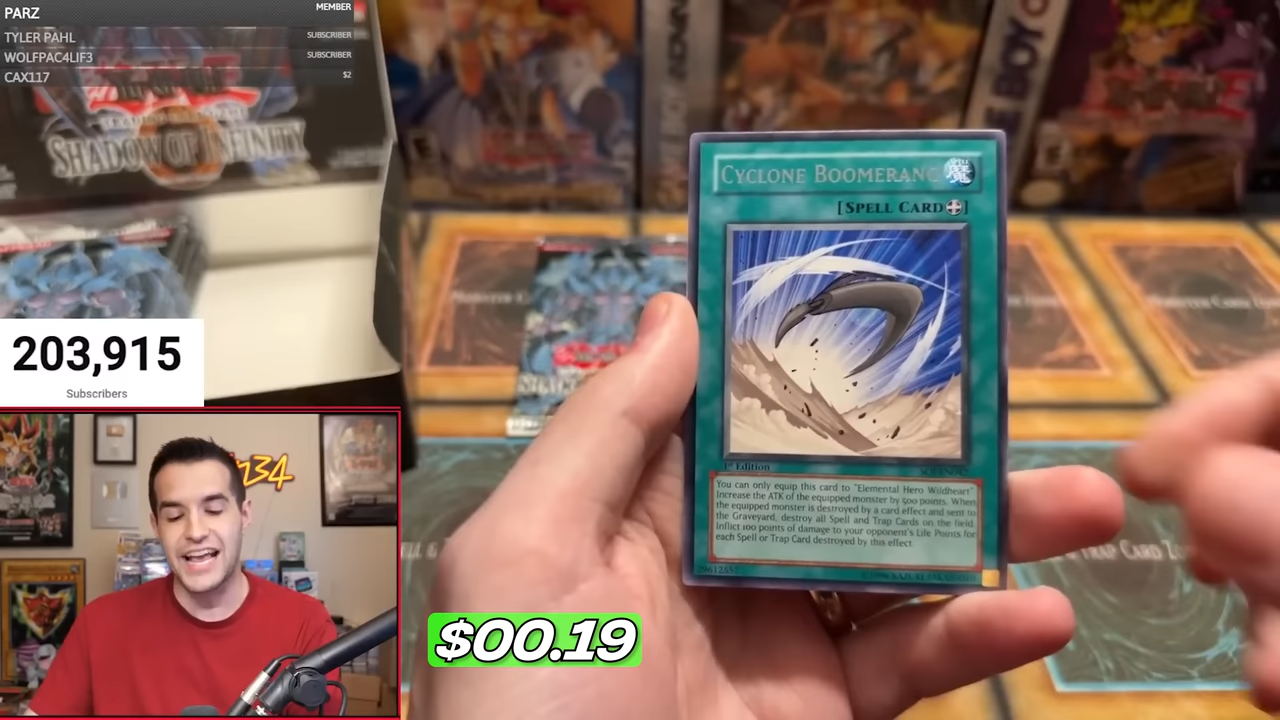 PARZ MEMBER
TYLER PAHL SUBSCRIBER
WOLFPAC4LIF3 SUBSCRIBER
CAX117 $2
SHADOW OF INFINITY
203,915
Subscribers
CYCLONE BOOMERANG
[SPELL CARD]
1st Edition
You can only equip this card to "Elemental Hero Wildheart"
Increase the ATK of the equipped monster by 500 points. When
the equipped monster is destroyed by a card effect and sent to
the Graveyard, destroy all Spell and Trap Cards on the field.
Inflict 100 points of damage to your opponent's Life Points for
each Spell or Trap Card destroyed by this effect.
$00.19